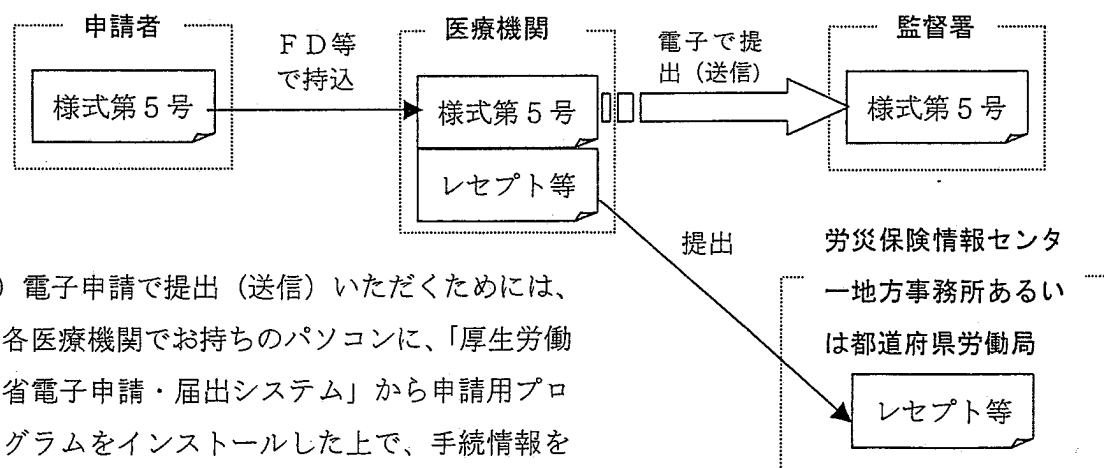 申請者
医療機関
監督署
ＦＤ等
で持込
電子で提
出（送信）
様式第５号
様式第５号
様式第５号
レセプト等
提出
労災保険情報センタ
ー地方事務所あるい
は都道府県労働局
レセプト等
）電子申請で提出（送信）いただくためには、
各医療機関でお持ちのパソコンに、「厚生労働
省電子申請・届出システム」から申請用プロ
グラムをインストールした上で、手続情報を